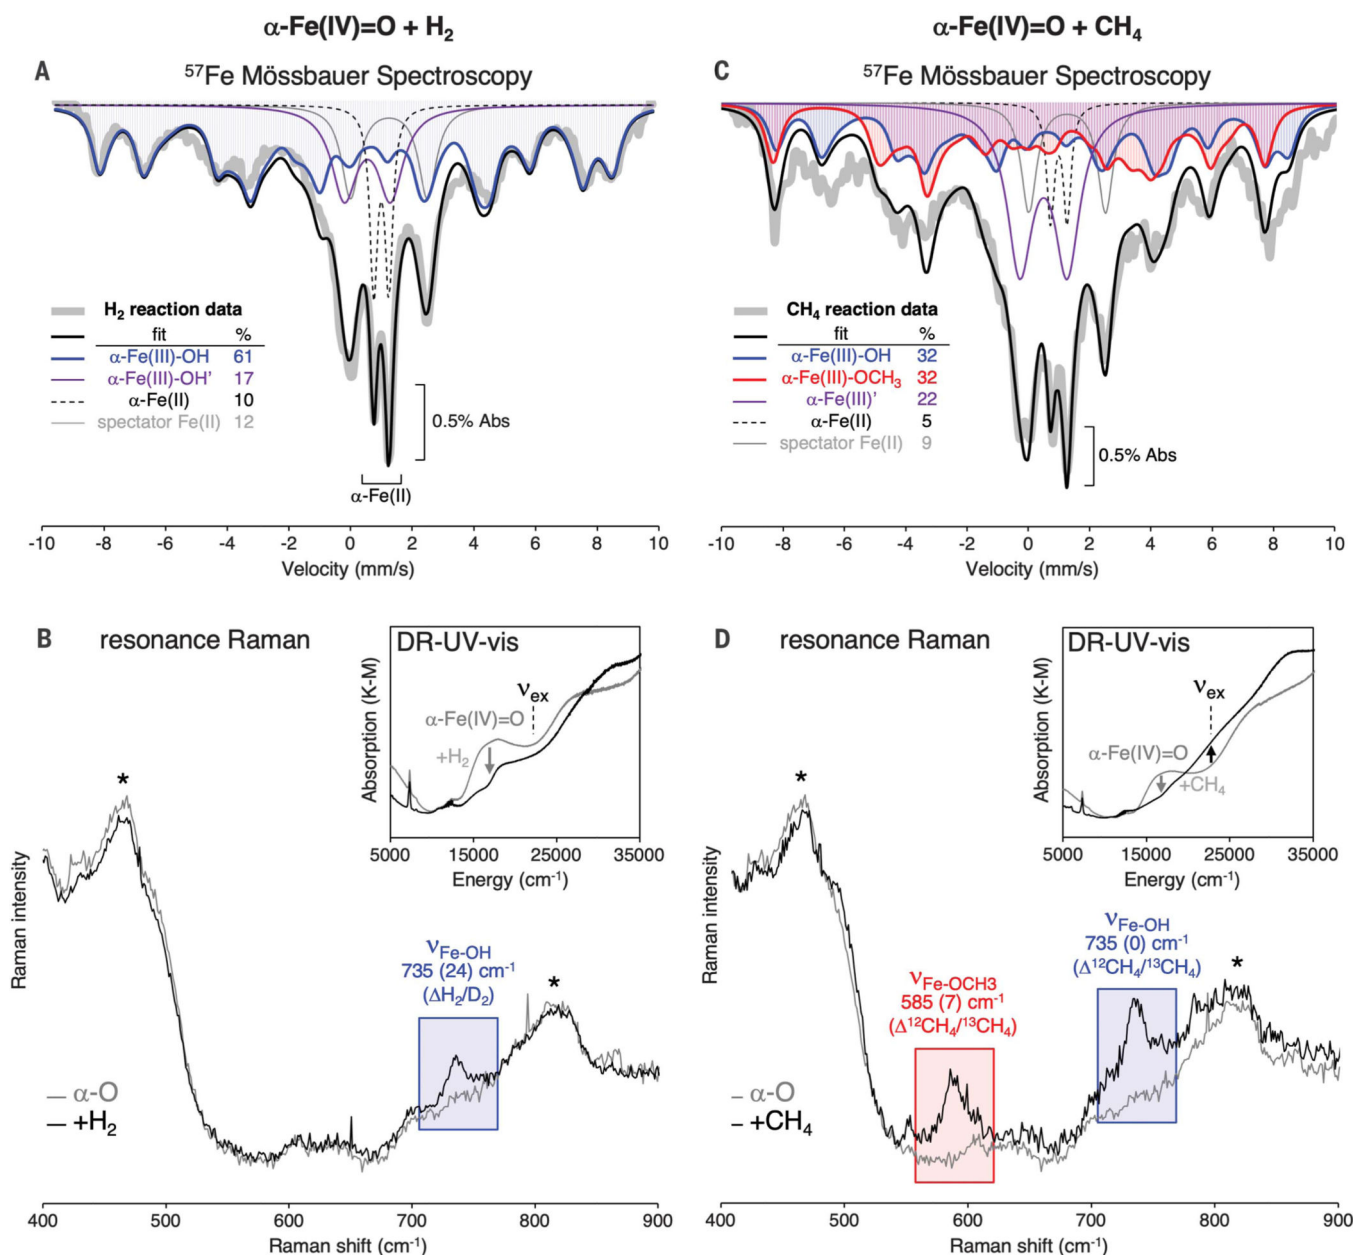 α-Fe(IV)=O + H2
A
57Fe Mössbauer Spectroscopy
H2 reaction data
fit %
α-Fe(III)-OH 61
α-Fe(III)-OH' 17
α-Fe(II) 10
spectator Fe(II) 12
0.5% Abs
α-Fe(II)
-10 -8 -6 -4 -2 0 2 4 6 8 10
Velocity (mm/s)
α-Fe(IV)=O + CH4
C
57Fe Mössbauer Spectroscopy
CH4 reaction data
fit %
α-Fe(III)-OH 32
α-Fe(III)-OCH3 32
α-Fe(III)' 22
α-Fe(II) 5
spectator Fe(II) 9
0.5% Abs
-10 -8 -6 -4 -2 0 2 4 6 8 10
Velocity (mm/s)
B
resonance Raman
DR-UV-vis
νex
α-Fe(IV)=O
+H2
Absorption (K-M)
5000 15000 25000 35000
Energy (cm-1)
*
νFe-OH
735 (24) cm-1
(ΔH2/D2)
*
Raman intensity
α-O
+H2
400 500 600 700 800 900
Raman shift (cm-1)
D
resonance Raman
DR-UV-vis
νex
α-Fe(IV)=O
+CH4
Absorption (K-M)
5000 15000 25000 35000
Energy (cm-1)
*
νFe-OH
735 (0) cm-1
(Δ12CH4/13CH4)
*
νFe-OCH3
585 (7) cm-1
(Δ12CH4/13CH4)
Raman intensity
α-O
+CH4
400 500 600 700 800 900
Raman shift (cm-1)